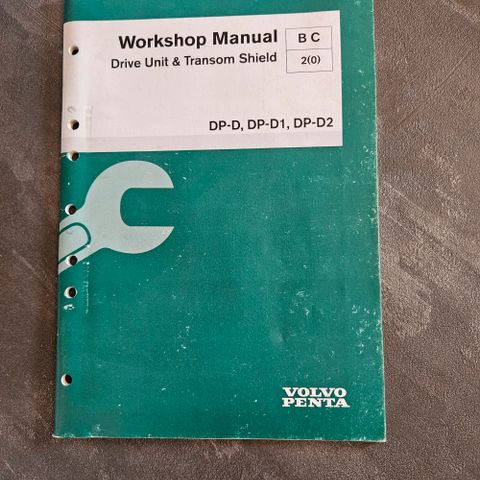 Workshop Manual
Drive Unit & Transom Shield
B C
2(0)
DP-D, DP-D1, DP-D2
VOLVO
PENTA